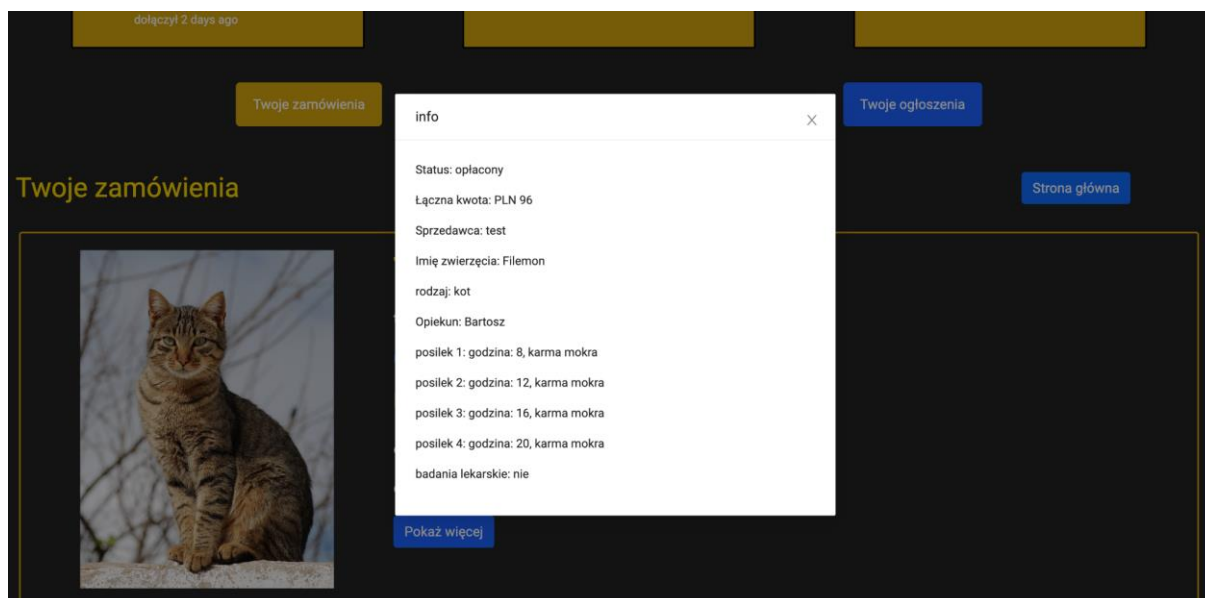 dołączył 2 days ago
Twoje zamówienia
Twoje ogłoszenia
info
Status: opłacony
Łączna kwota: PLN 96
Sprzedawca: test
Imię zwierzęcia: Filemon
rodzaj: kot
Opiekun: Bartosz
posilek 1: godzina: 8, karma mokra
posilek 2: godzina: 12, karma mokra
posilek 3: godzina: 16, karma mokra
posilek 4: godzina: 20, karma mokra
badania lekarskie: nie
Twoje zamówienia
Strona główna
Pokaż więcej